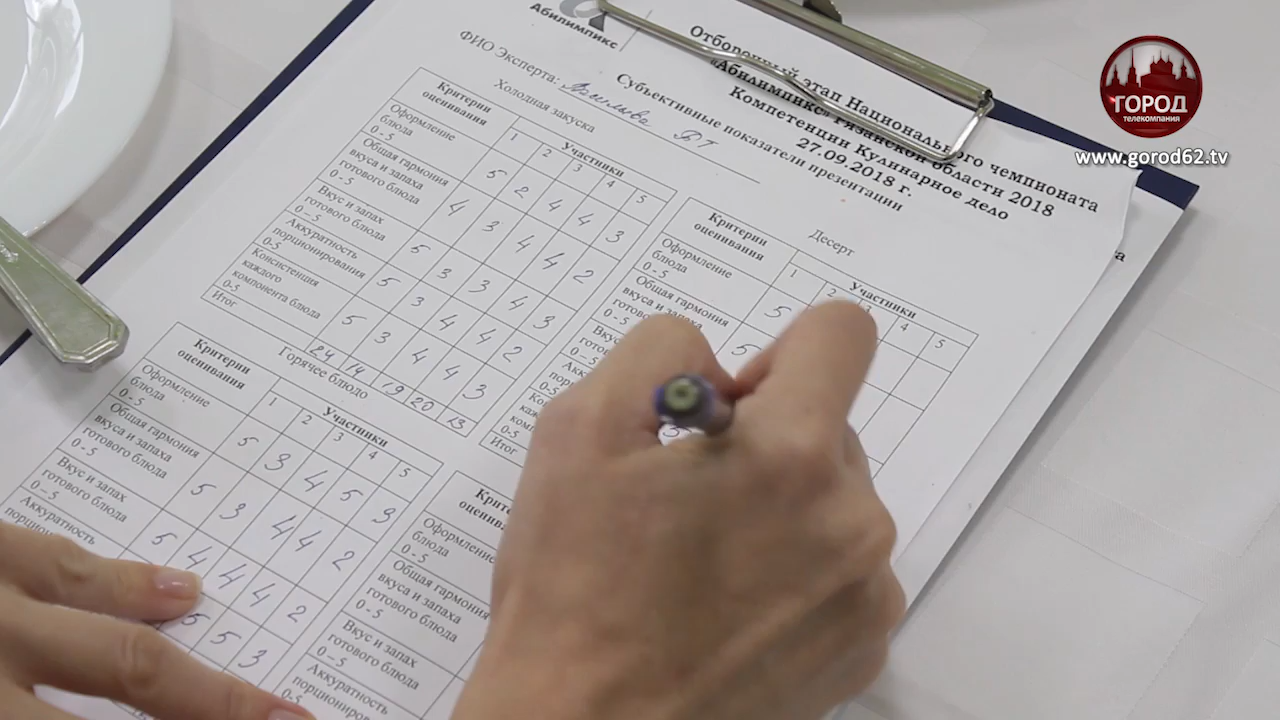 Абилимпикс
Отборочный этап Национального чемпионата
«Абилимпикс» Рязанской области 2018
Компетенции Кулинарное дело
27.09.2018 г.
Субъективные показатели презентации
ФИО Эксперта:
Холодная закуска
Критерии оценивания Участники
1 2 3 4 5
Оформление блюда 0-5 5 2 4 4 3
Общая гармония вкуса и запаха готового блюда 4 3 4 4 2
Вкус и запах готового блюда 0-5 5 3 3 4 3
Аккуратность порционирования 0-5 5 3 4 4 2
Консистенция каждого компонента блюда 0-5 5 3 4 4 3
Итог 24 14 19 20 13
Десерт
Критерии оценивания Участники
1 2 4 5
Оформление блюда 0-5 5
Общая гармония вкуса и запаха 5
0-5
0-5
Итог
Горячее блюдо
Критерии оценивания Участники
1 2 3 4 5
Оформление блюда 0-5 5 3 4 5 3
Общая гармония вкуса и запаха готового блюда 5 3 4 4 2
Вкус и запах готового блюда 0-5 5 4 4 4 2
Аккуратность 5 5 3
Оформление блюда 0-5
Общая гармония вкуса и запаха готового блюда 0-5
Вкус и запах готового блюда 0-5
Аккуратность
0-5
ГОРОД
телекомпания
www.gorod62.tv